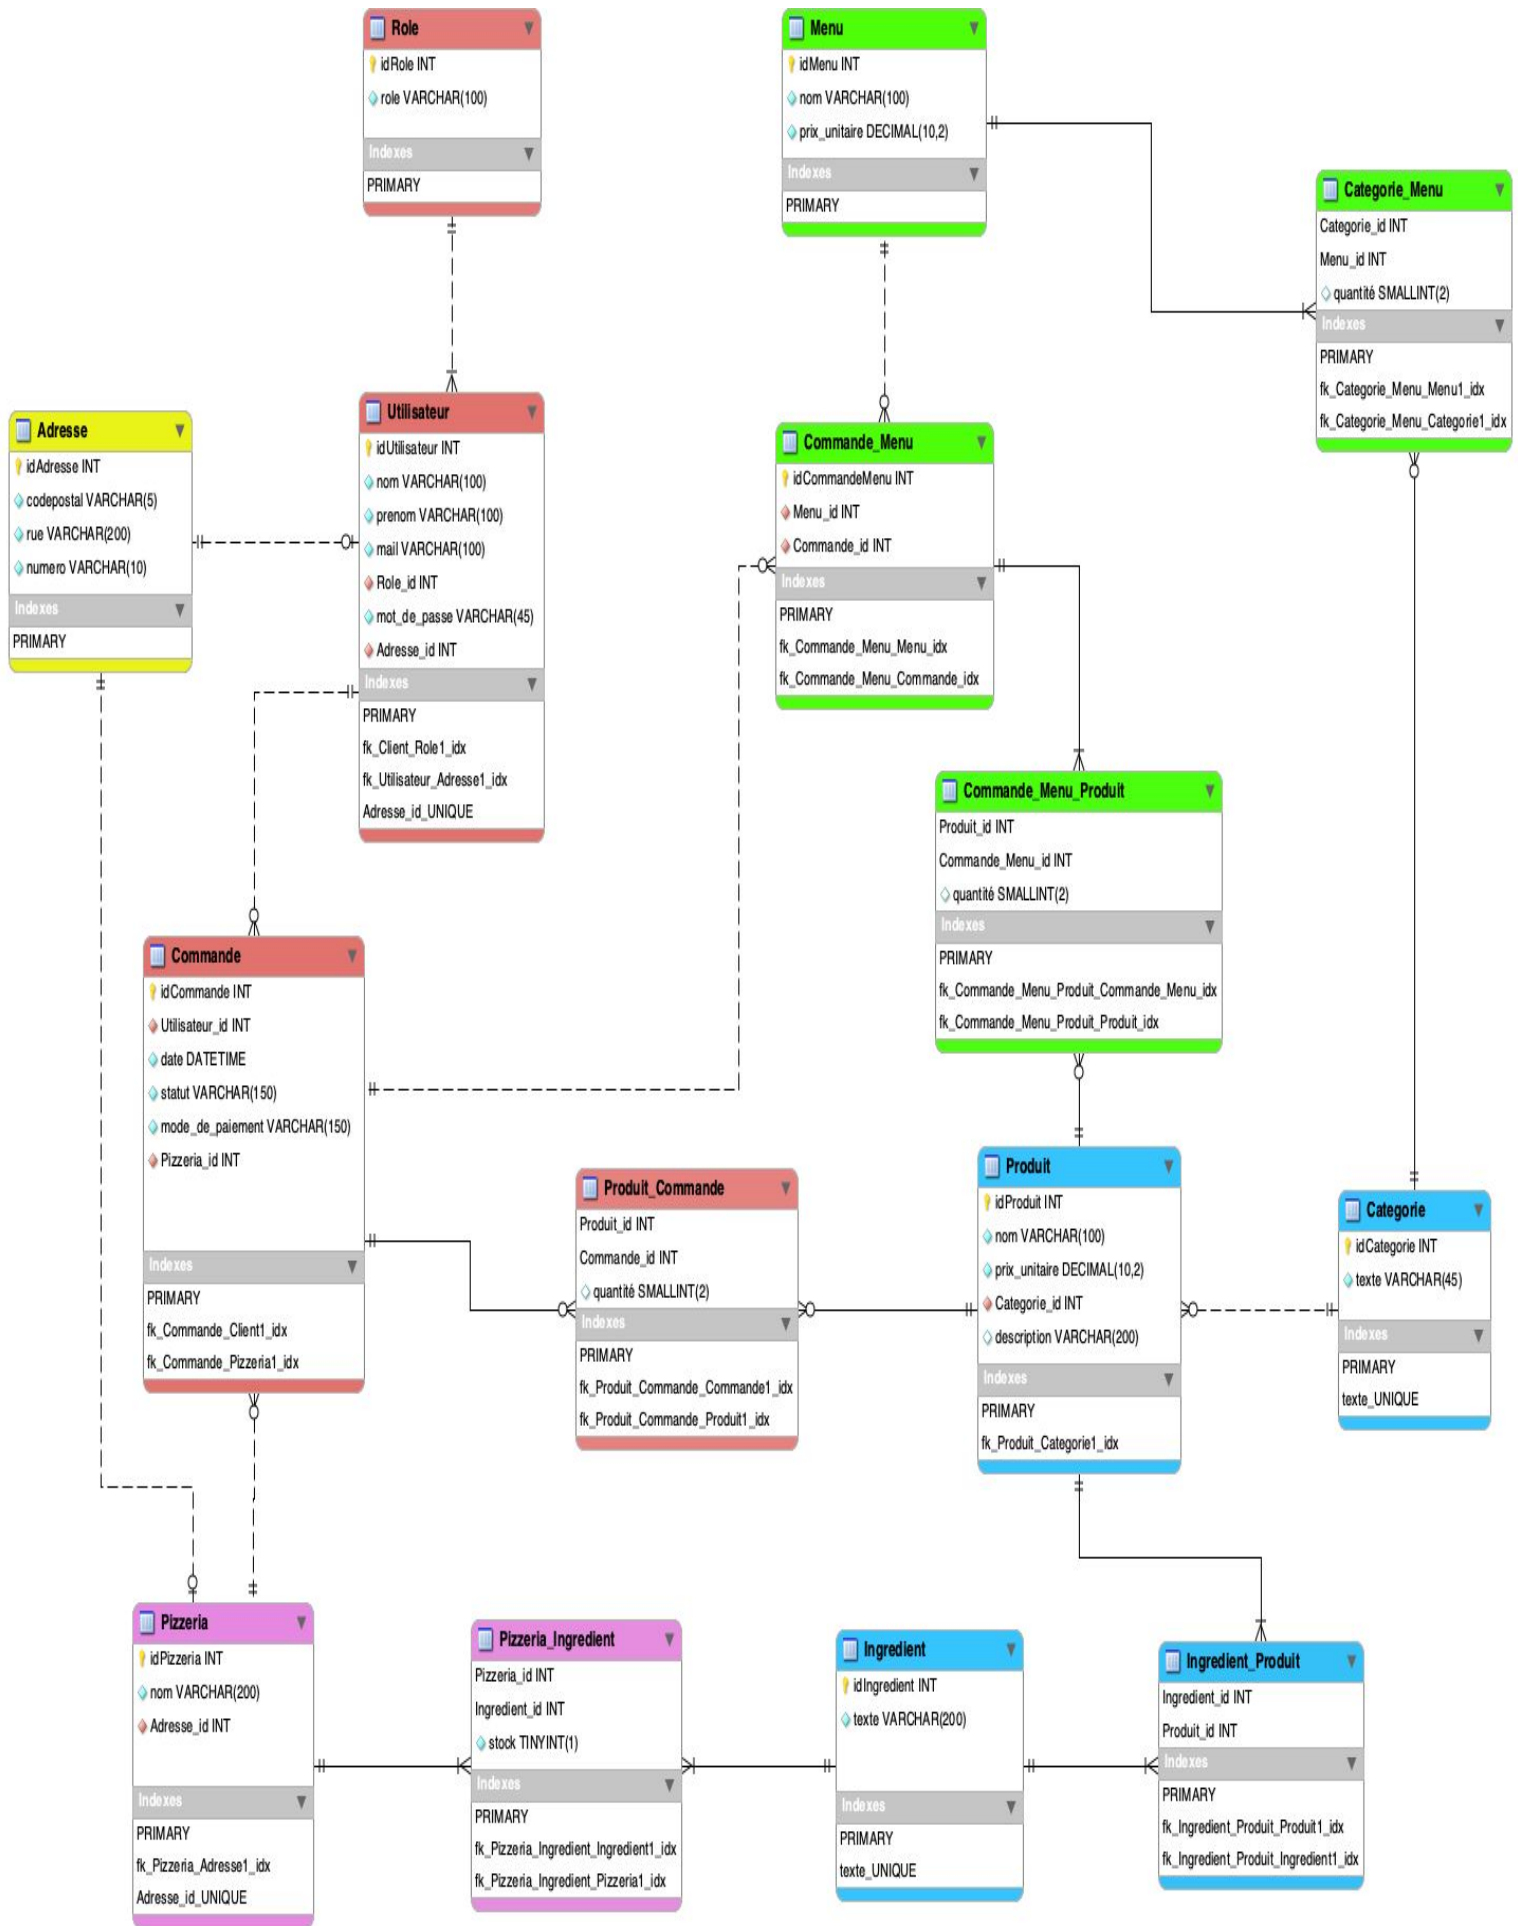 Role
idRole INT
role VARCHAR(100)
Indexes
PRIMARY
Menu
idMenu INT
nom VARCHAR(100)
prix_unitaire DECIMAL(10,2)
Indexes
PRIMARY
Categorie_Menu
Categorie_id INT
Menu_id INT
quantité SMALLINT(2)
Indexes
PRIMARY
fk_Categorie_Menu_Menu1_idx
fk_Categorie_Menu_Categorie1_idx
Adresse
idAdresse INT
codepostal VARCHAR(5)
rue VARCHAR(200)
numero VARCHAR(10)
Indexes
PRIMARY
Utilisateur
idUtilisateur INT
nom VARCHAR(100)
prenom VARCHAR(100)
mail VARCHAR(100)
Role_id INT
mot_de_passe VARCHAR(45)
Adresse_id INT
Indexes
PRIMARY
fk_Client_Role1_idx
fk_Utilisateur_Adresse1_idx
Adresse_id_UNIQUE
Commande_Menu
idCommandeMenu INT
Menu_id INT
Commande_id INT
Indexes
PRIMARY
fk_Commande_Menu_Menu_idx
fk_Commande_Menu_Commande_idx
Commande_Menu_Produit
Produit_id INT
Commande_Menu_id INT
quantité SMALLINT(2)
Indexes
PRIMARY
fk_Commande_Menu_Produit_Commande_Menu_idx
fk_Commande_Menu_Produit_Produit_idx
Commande
idCommande INT
Utilisateur_id INT
date DATETIME
statut VARCHAR(150)
mode_de_paiement VARCHAR(150)
Pizzeria_id INT
Indexes
PRIMARY
fk_Commande_Client1_idx
fk_Commande_Pizzeria1_idx
Produit_Commande
Produit_id INT
Commande_id INT
quantité SMALLINT(2)
Indexes
PRIMARY
fk_Produit_Commande_Commande1_idx
fk_Produit_Commande_Produit1_idx
Produit
idProduit INT
nom VARCHAR(100)
prix_unitaire DECIMAL(10,2)
Categorie_id INT
description VARCHAR(200)
Indexes
PRIMARY
fk_Produit_Categorie1_idx
Categorie
idCategorie INT
texte VARCHAR(45)
Indexes
PRIMARY
texte_UNIQUE
Pizzeria
idPizzeria INT
nom VARCHAR(200)
Adresse_id INT
Indexes
PRIMARY
fk_Pizzeria_Adresse1_idx
Adresse_id_UNIQUE
Pizzeria_Ingredient
Pizzeria_id INT
Ingredient_id INT
stock TINYINT(1)
Indexes
PRIMARY
fk_Pizzeria_Ingredient_Ingredient1_idx
fk_Pizzeria_Ingredient_Pizzeria1_idx
Ingredient
idIngredient INT
texte VARCHAR(200)
Indexes
PRIMARY
texte_UNIQUE
Ingredient_Produit
Ingredient_id INT
Produit_id INT
Indexes
PRIMARY
fk_Ingredient_Produit_Produit1_idx
fk_Ingredient_Produit_Ingredient1_idx